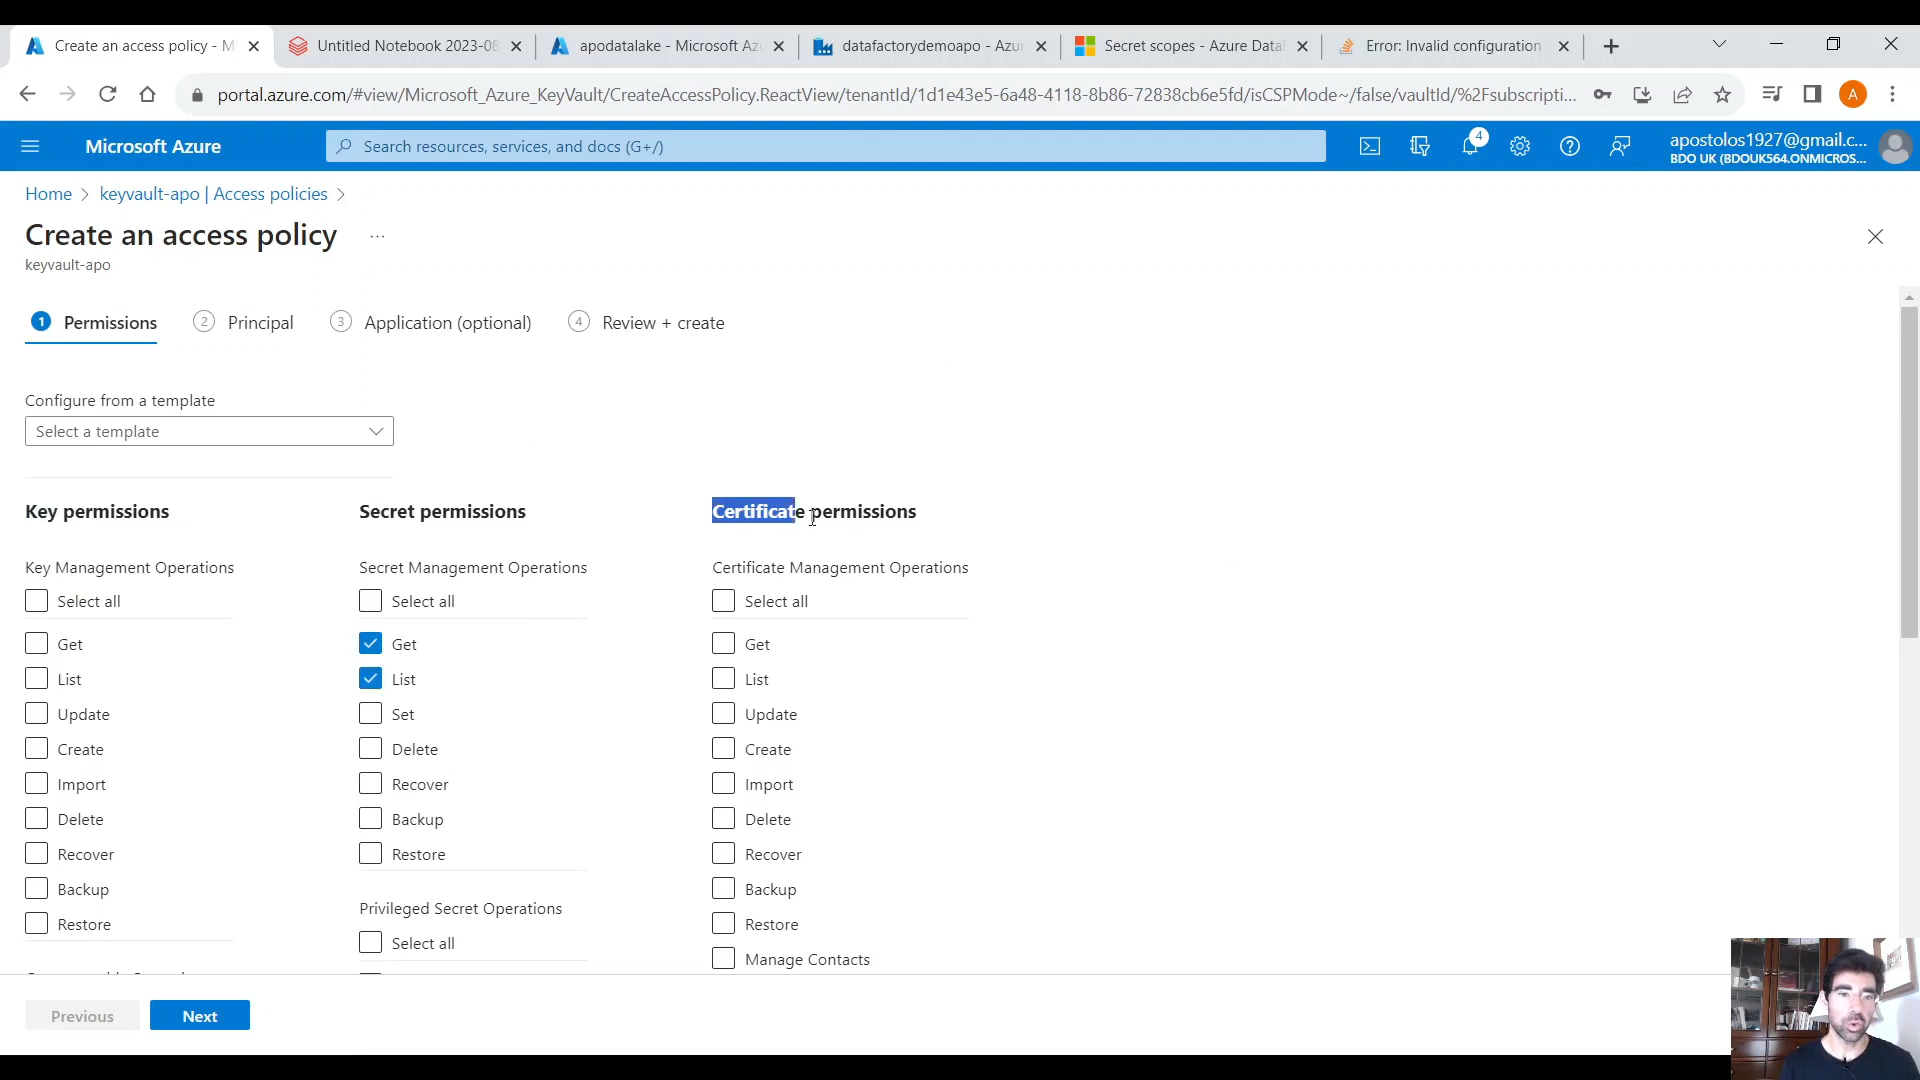 Create an access policy - M
Untitled Notebook 2023-08
apodatalake - Microsoft Az
datafactorydemoapo - Azu
Secret scopes - Azure Data
Error: Invalid configuration
portal.azure.com/#view/Microsoft_Azure_KeyVault/CreateAccessPolicy.ReactView/tenantId/1d1e43e5-6a48-4118-8b86-72838cb6e5fd/isCSPMode~/false/vaultId/%2Fsubscripti...
A
Microsoft Azure
Search resources, services, and docs (G+/)
4
apostolos1927@gmail.c...
BDO UK (BDOUK564.ONMICROS...
Home > keyvault-apo | Access policies >
Create an access policy ...
keyvault-apo
1 Permissions
2 Principal
3 Application (optional)
4 Review + create
Configure from a template
Select a template
Key permissions
Key Management Operations
Select all
Get
List
Update
Create
Import
Delete
Recover
Backup
Restore
Secret permissions
Secret Management Operations
Select all
Get
List
Set
Delete
Recover
Backup
Restore
Privileged Secret Operations
Select all
Certificate permissions
Certificate Management Operations
Select all
Get
List
Update
Create
Import
Delete
Recover
Backup
Restore
Manage Contacts
Previous
Next